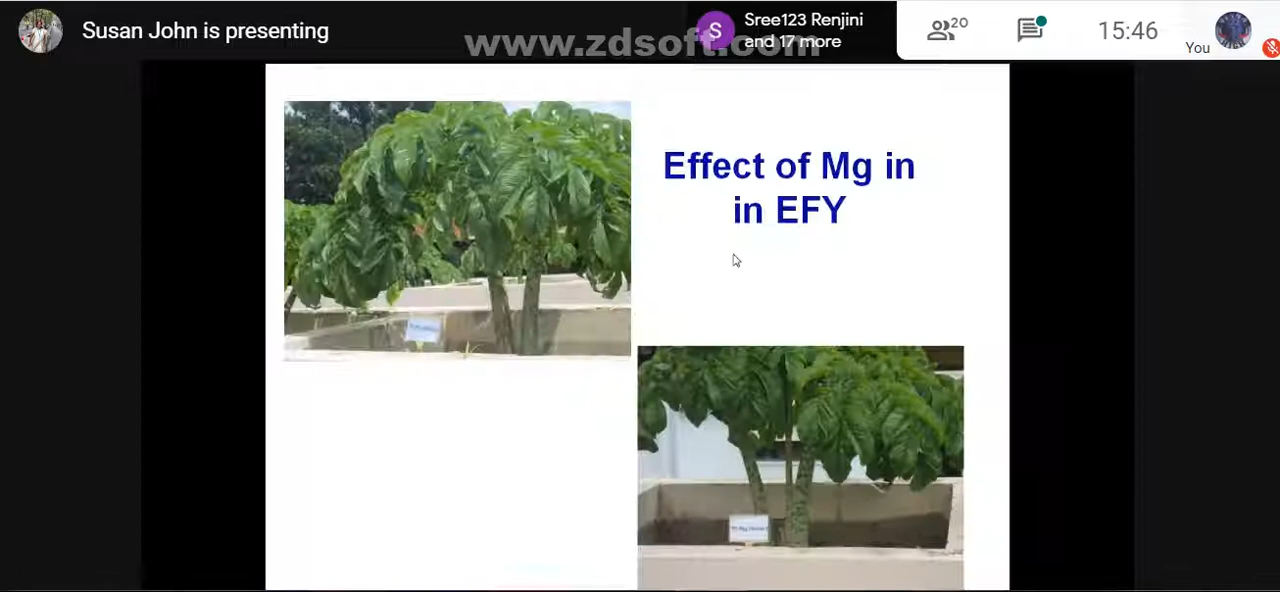 Susan John is presenting
www.zdsoft.com
S
Sree123 Renjini
and 17 more
20
15:46
You
Effect of Mg in
in EFY